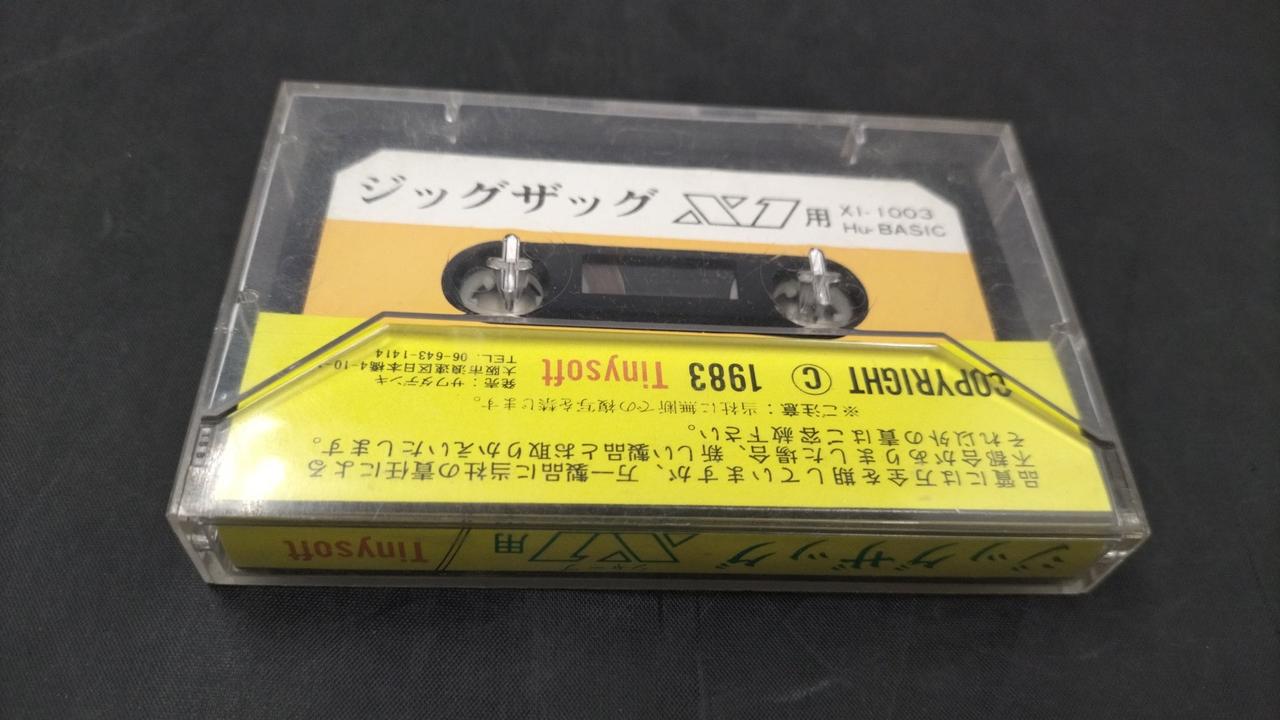 ジッグザッグ X1用 X1-1003
Hu-BASIC
品質には万全を期していますが、万一製品に当社の責任による
不都合がありました場合、新しい製品とお取りかえいたします。
それ以外の責はご容赦下さい。
※ご注意：当社に無断での複写を禁じます。
COPYRIGHT Ⓒ 1983 Tinysoft
発売：サワダデンキ
大阪市浪速区日本橋4-10-
TEL. 06-643-1414
ジッグザッグ シャープX1用 Tinysoft